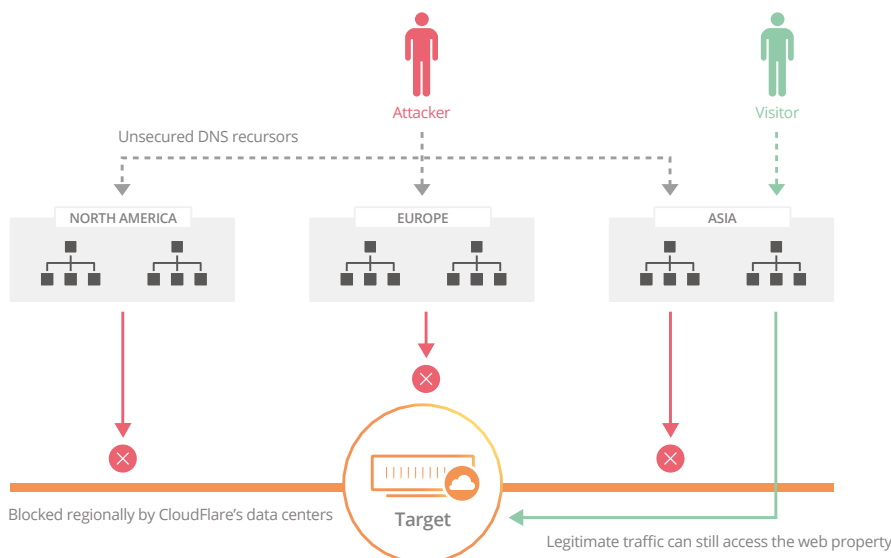 Attacker
Visitor
Unsecured DNS recursors
NORTH AMERICA
EUROPE
ASIA
Target
Blocked regionally by CloudFlare's data centers
Legitimate traffic can still access the web property